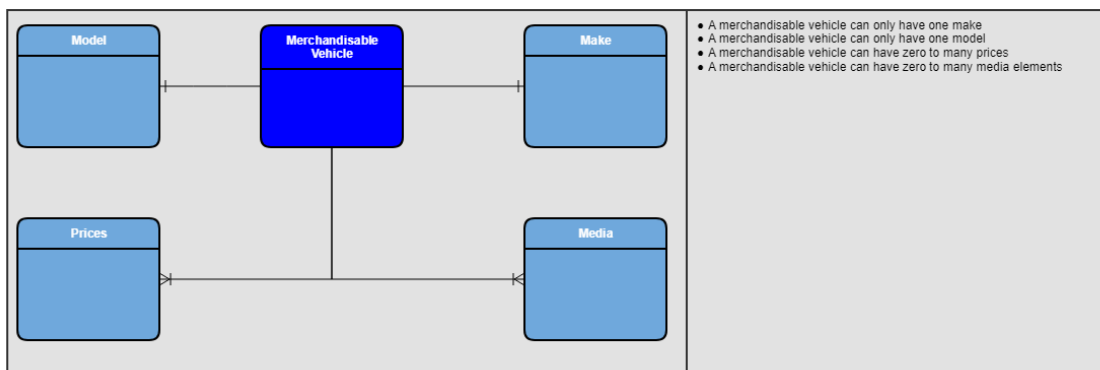 Model
Merchandisable
Vehicle
Make
Prices
Media
● A merchandisable vehicle can only have one make
● A merchandisable vehicle can only have one model
● A merchandisable vehicle can have zero to many prices
● A merchandisable vehicle can have zero to many media elements